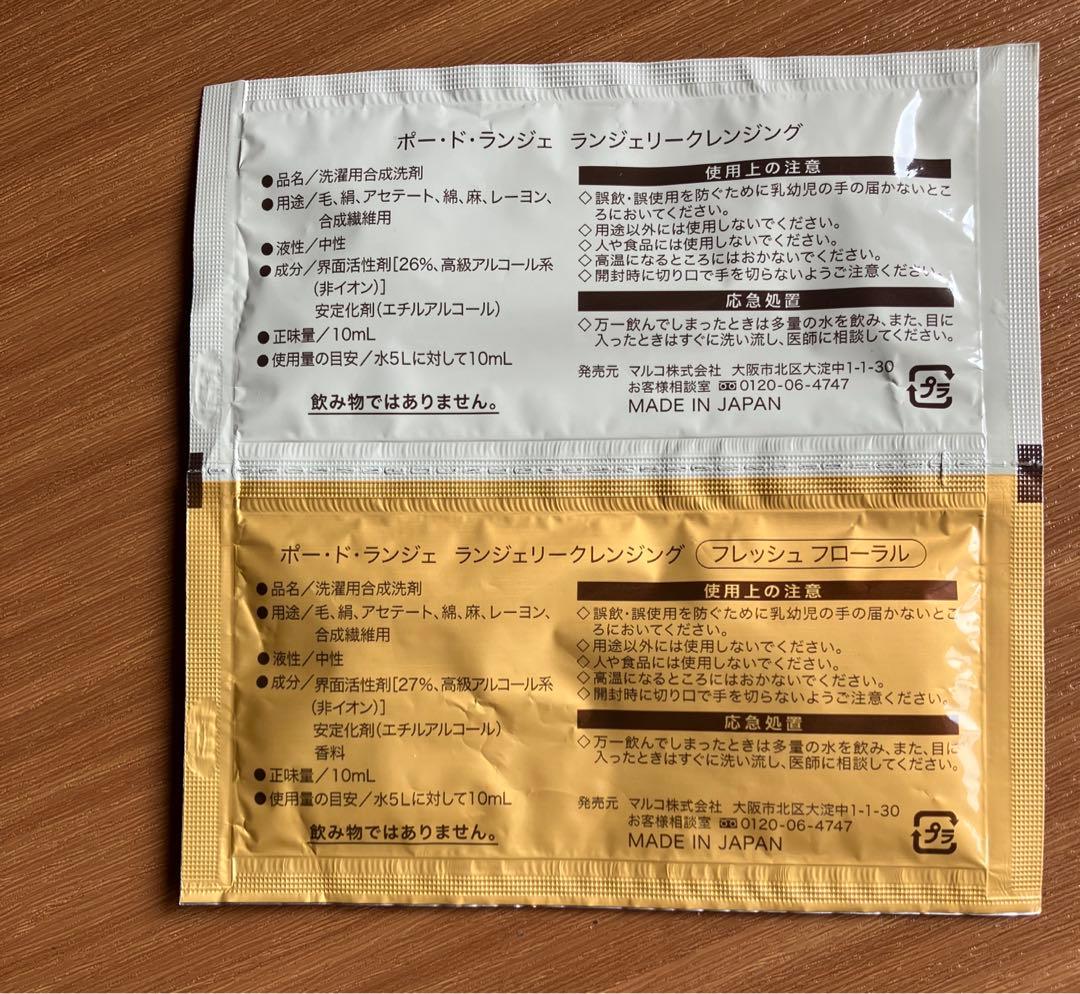 ポー・ド・ランジェ ランジェリークレンジング
●品名／洗濯用合成洗剤
●用途／毛、絹、アセテート、綿、麻、レーヨン、
合成繊維用
●液性／中性
●成分／界面活性剤[26%、高級アルコール系
(非イオン)]
安定化剤(エチルアルコール)
●正味量／10mL
●使用量の目安／水5Lに対して10mL
飲み物ではありません。
使用上の注意
◇誤飲・誤使用を防ぐために乳幼児の手の届かないとこ
ろにおいてください。
◇用途以外には使用しないでください。
◇人や食品には使用しないでください。
◇高温になるところにはおかないでください。
◇開封時に切り口で手を切らないようご注意ください。
応急処置
◇万一飲んでしまったときは多量の水を飲み、また、目に
入ったときはすぐに洗い流し、医師に相談してください。
発売元 マルコ株式会社 大阪市北区大淀中1-1-30
お客様相談室 0120-06-4747
MADE IN JAPAN
プラ
ポー・ド・ランジェ ランジェリークレンジング フレッシュ フローラル
●品名／洗濯用合成洗剤
●用途／毛、絹、アセテート、綿、麻、レーヨン、
合成繊維用
●液性／中性
●成分／界面活性剤[27%、高級アルコール系
(非イオン)]
安定化剤(エチルアルコール)
香料
●正味量／10mL
●使用量の目安／水5Lに対して10mL
飲み物ではありません。
使用上の注意
◇誤飲・誤使用を防ぐために乳幼児の手の届かないとこ
ろにおいてください。
◇用途以外には使用しないでください。
◇人や食品には使用しないでください。
◇高温になるところにはおかないでください。
◇開封時に切り口で手を切らないようご注意ください。
応急処置
◇万一飲んでしまったときは多量の水を飲み、また、目に
入ったときはすぐに洗い流し、医師に相談してください。
発売元 マルコ株式会社 大阪市北区大淀中1-1-30
お客様相談室 0120-06-4747
MADE IN JAPAN
プラ